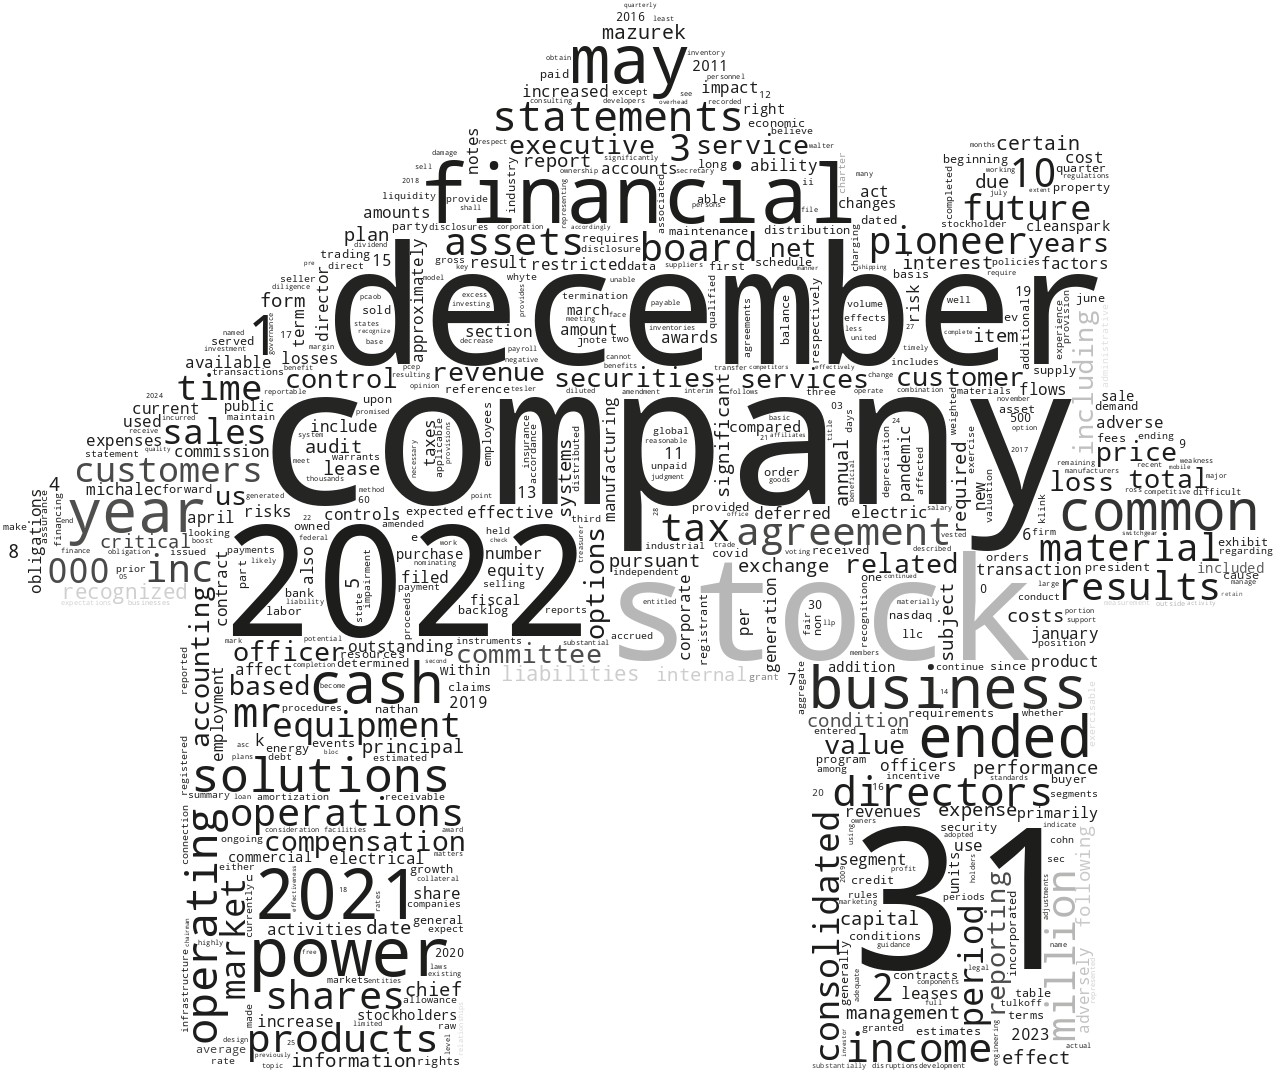 quarterly
2016 least
mazurek
may
inventory
obtain
2011
paid
personnel
increased except
see impact 12
consulting developers overhead recorded
statements right
economic
believe
notes respect
executive 3 service walter
damage
sell
industry report significantly accounts long ability
ownership secretary
many
charter
months certain
beginning cost
working quarter
regulations
completed due 10 property
july extent
2018
liquidity provide
shall
financial
representing
associated
able
persons
ii
file
act
changes
future
amounts
party disclosures corporation accordingly
maintenance distribution dated
stockholder cleanspark
plan
dividend
trading
direct 15
approximately
assets requires
disclosure
board net
charging
pioneer years
gross result restricted data suppliers first schedule manner shipping
interest policies factors
basis require
pre
seller
diligence
form
term
director
pcaob
sold
states
recognize
base
key model whyte
excess
investing
provides
unable
termination
march
meeting face
amount
jnote two
payable
inventories
awards
qualified
agreements
balance
respectively
volume
effects
less
united
risk
27
well
complete
19
ev
item
additional
experience
provision
june
december
1
governance
named
served
investment
17
margin
section
decrease
payroll
negative
cannot
benefits
timely
includes
supply
including
administrative
available losses
transactions benefit
pcep
resulting
revenue securities
transfer competitors effectively
services change customer
combination materials flows
time reportable control
opinion reference tesler diluted amendment interim follows three operate
weighted november
asset 500
option
sale
demand
2024
current public
used incurred maintain
receive
upon
promised
include
system
audit
meet warrants
lease
thousands
necessary
taxes
applicable
provisions
employees
insurance
accordance
systems
distributed
manufacturing
global
reasonable 11
unpaid
judgment
significant
basic
compared
21 affiliates
order
goods
title
03
days
annual
beneficial
24
depreciation
pandemic
affected
required
exercise
new
valuation
2017
company
adverse
fees ending 9
remaining recent mobile
price
sales
expenses commission
statement quality
customers
michalec forward us
generated
method
60
point 13
28
provided
office
salary
vested
klink
manufacturers
major
weakness
ross competitive difficult
loss total
switchgear
4
financing
end
year
critical
looking
april boost
risks
22
controls expected effective
amended
third
tax deferred electric
trade
industrial covid voting received described
agreement
6 firm
common
exhibit
regarding
obligations
make
8
finance obligation issued
000 inc
prior
05
payments
likely
owned
also
bank
liability
state 5
impairment
e
work
purchase
nominating
filed
payment
held
check
number
equity
selling
fiscal
backlog reports
treasurer
options
pursuant
independent
exchange related
orders
transaction president
material
included
cause
manage
retain
recognized
expectations businesses
part
contract
labor
2022
proceeds
instruments substantial
accrued entitled
corporate
registrant
per
generation
fair
30
non
llp
recognition
one
continued
materially
nasdaq
llc
subject
0
conduct large
costs
portion
support
results
measurement outside activity
stock
january
position
mark potential
officer outstanding
resources
affect completion determined
second
committee
within
liabilities internal grant 7
members
addition
continue since
product
reported
accounting
employment
based
become
cash
claims
2019
aggregate
business
14
exercisable
mr
procedures nathan
equipment
condition requirements whether
entered atm
value ended
registered
asc k
energy events bloc principal
plans debt estimated
program
among officers
performance
standards
incentive buyer
solutions
summary loan amortization receivable
20 16
directors segments
connection
operating
operations
consideration facilities award
revenues expense primarily
owners
adopted security indicate
ongoing compensation
commercial electrical matters
either growth
collateral
using
segment
profit
2009
credit
rules
marketing
use
units
holders
periods
cohn
sec
adjustments
following
market
currently
effectiveness
2021
18
rates
share
companies
general
expect
activities date
consolidated
31
capital
conditions
guidance
name
million
reporting
incorporated
chairman
highly
infrastructure
power
free
2020
laws
existing
markets entities
shares chief
allowance
stockholders
generally
adequate
contracts
2 components
leases
full
period
legal
table
tulkoff
terms
adversely
represented
made
increase limited raw
level
relationships
management
granted estimates
2023
engineering
design
average
rate
25
products
previously
topic information rights
investor
income
substantially disruptions development
effect
actual